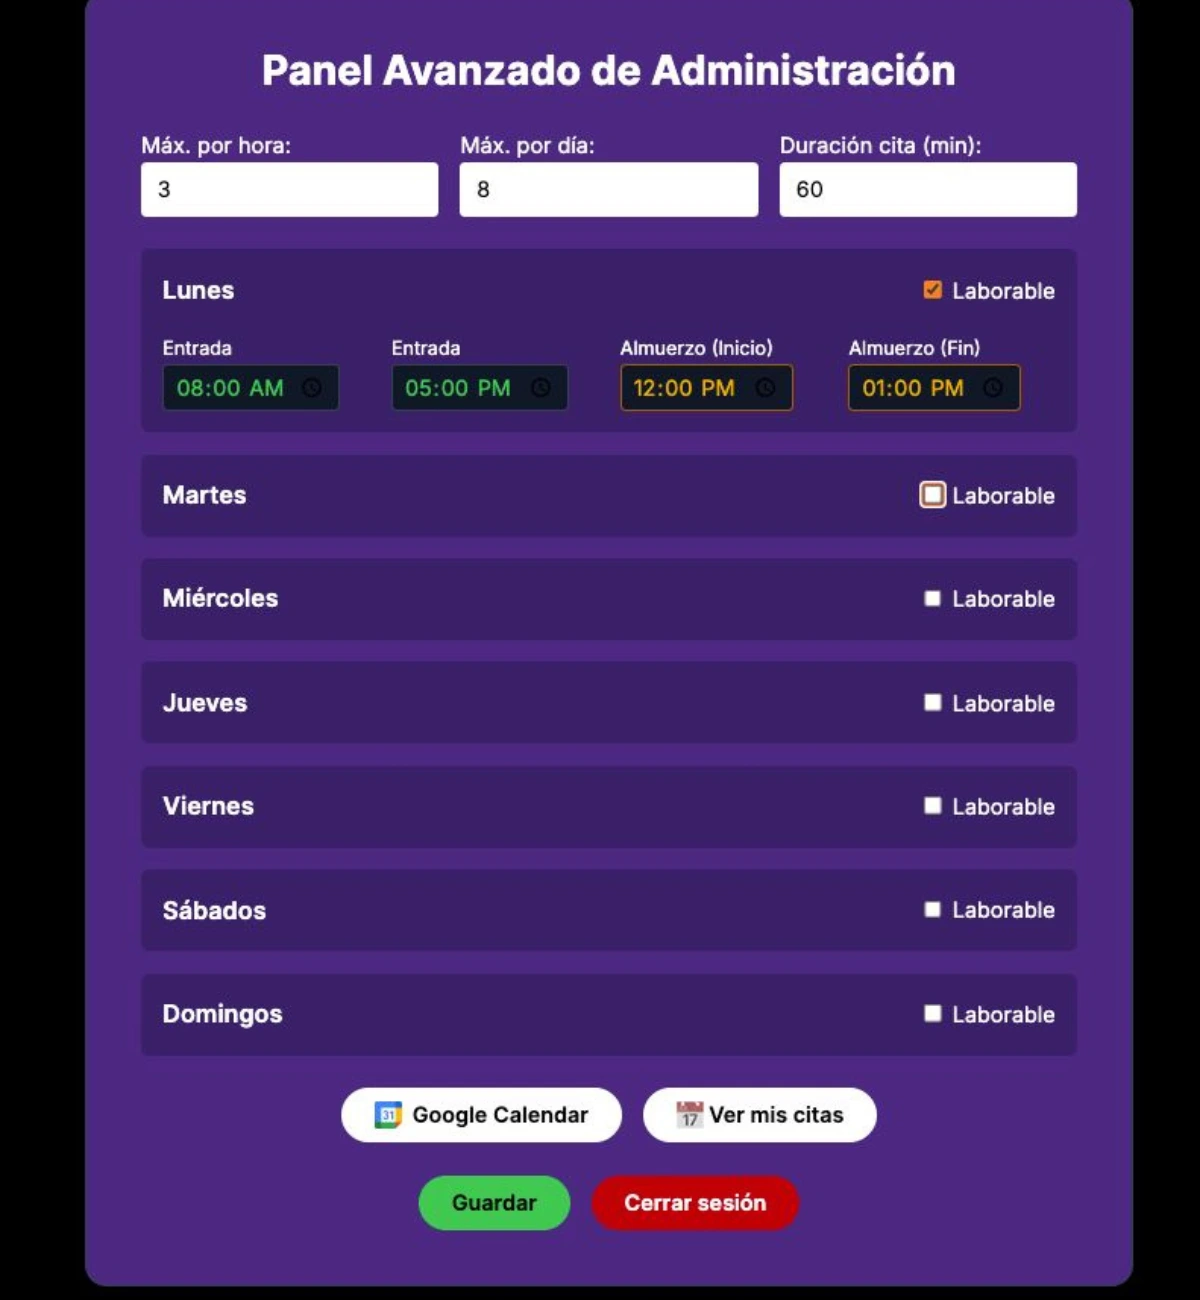 Panel Avanzado de Administración
Máx. por hora: Máx. por día: Duración cita (min):
3 8 60
Lunes Laborable
Entrada Entrada Almuerzo (Inicio) Almuerzo (Fin)
08:00 AM 05:00 PM 12:00 PM 01:00 PM
Martes Laborable
Miércoles Laborable
Jueves Laborable
Viernes Laborable
Sábados Laborable
Domingos Laborable
31 Google Calendar 17 Ver mis citas
Guardar Cerrar sesión